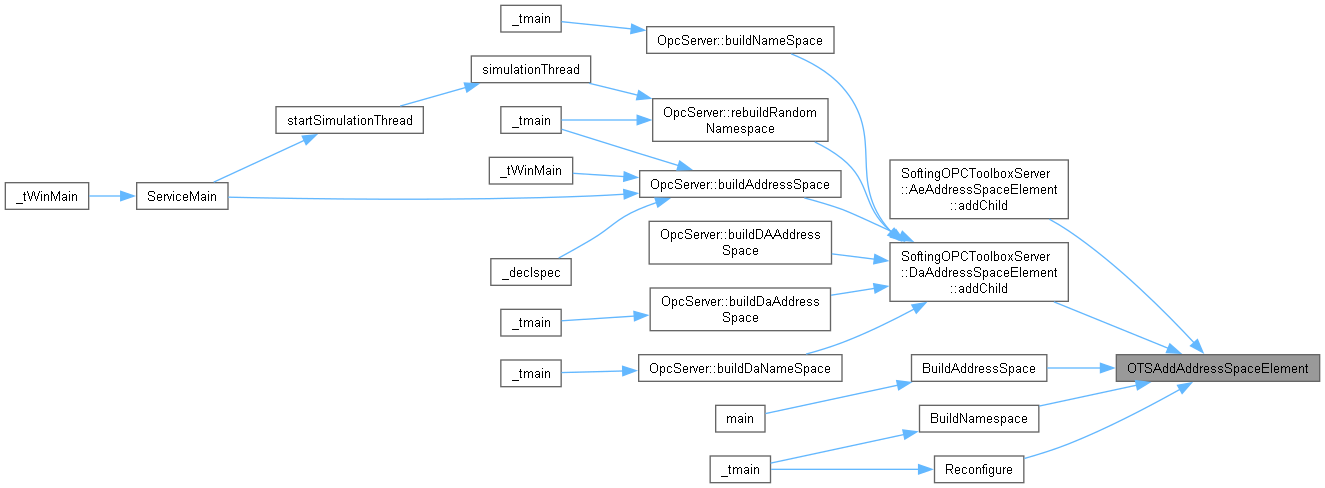 _tmain
OpcServer::buildNameSpace
simulationThread
startSimulationThread
OpcServer::rebuildRandom
Namespace
_tmain
_tWinMain
OpcServer::buildAddressSpace
_tWinMain
ServiceMain
SoftingOPCToolboxServer
::AeAddressSpaceElement
::addChild
OpcServer::buildDAAddress
Space
_declspec
SoftingOPCToolboxServer
::DaAddressSpaceElement
::addChild
OpcServer::buildDaAddress
Space
_tmain
_tmain
OpcServer::buildDaNameSpace
BuildAddressSpace
OTSAddAddressSpaceElement
main
BuildNamespace
_tmain
Reconfigure